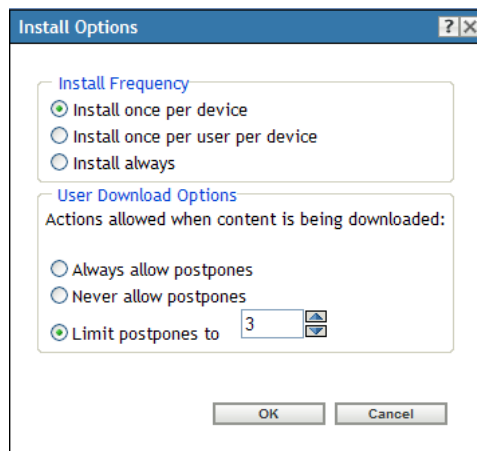 Install Options ? X
Install Frequency
Install once per device
Install once per user per device
Install always
User Download Options
Actions allowed when content is being downloaded:
Always allow postpones
Never allow postpones
Limit postpones to 3
OK Cancel